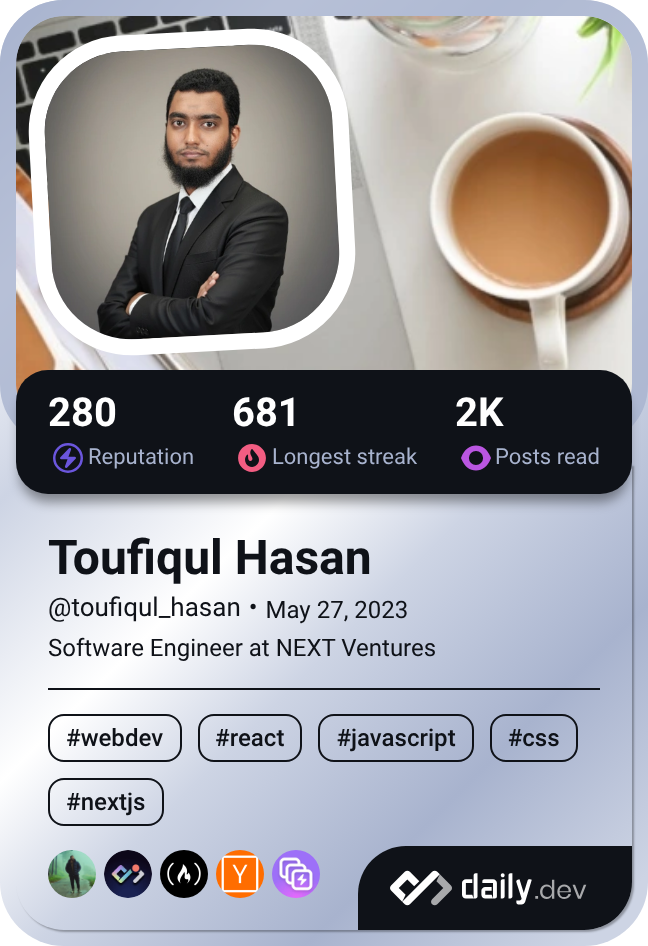 280 681 2K
Reputation Longest streak Posts read
Toufiqul Hasan
@toufiqul_hasan • May 27, 2023
Software Engineer at NEXT Ventures
#webdev #react #javascript #css
#nextjs
Y
daily.dev